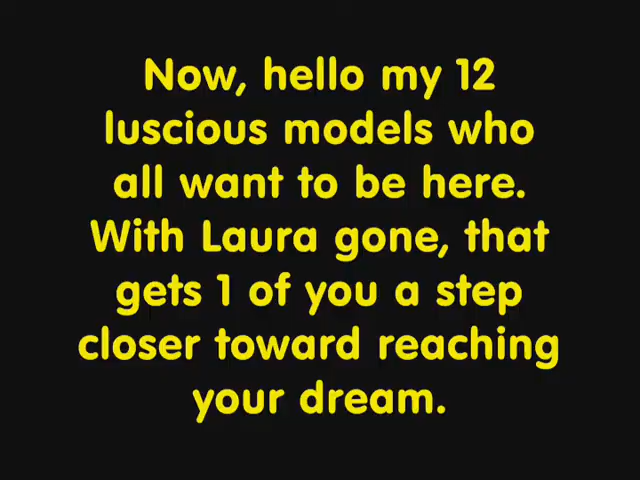 Now, hello my 12
luscious models who
all want to be here.
With Laura gone, that
gets 1 of you a step
closer toward reaching
your dream.